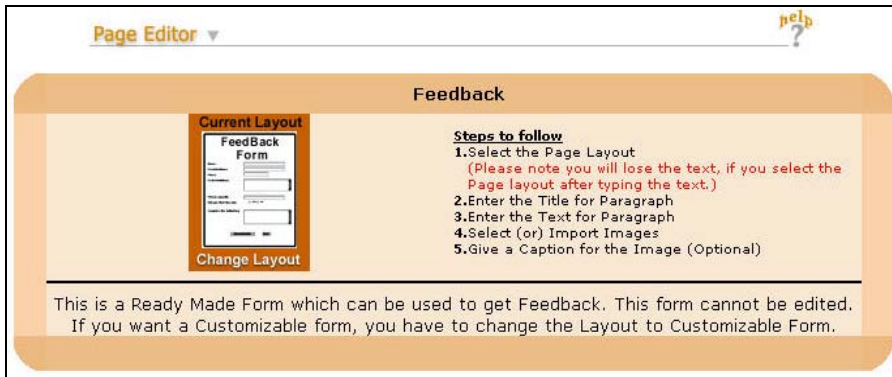 Page Editor
help
?
Feedback
Current Layout
FeedBack
Form
Change Layout
Steps to follow
1.Select the Page Layout
(Please note you will lose the text, if you select the
Page layout after typing the text.)
2.Enter the Title for Paragraph
3.Enter the Text for Paragraph
4.Select (or) Import Images
5.Give a Caption for the Image (Optional)
This is a Ready Made Form which can be used to get Feedback. This form cannot be edited.
If you want a Customizable form, you have to change the Layout to Customizable Form.